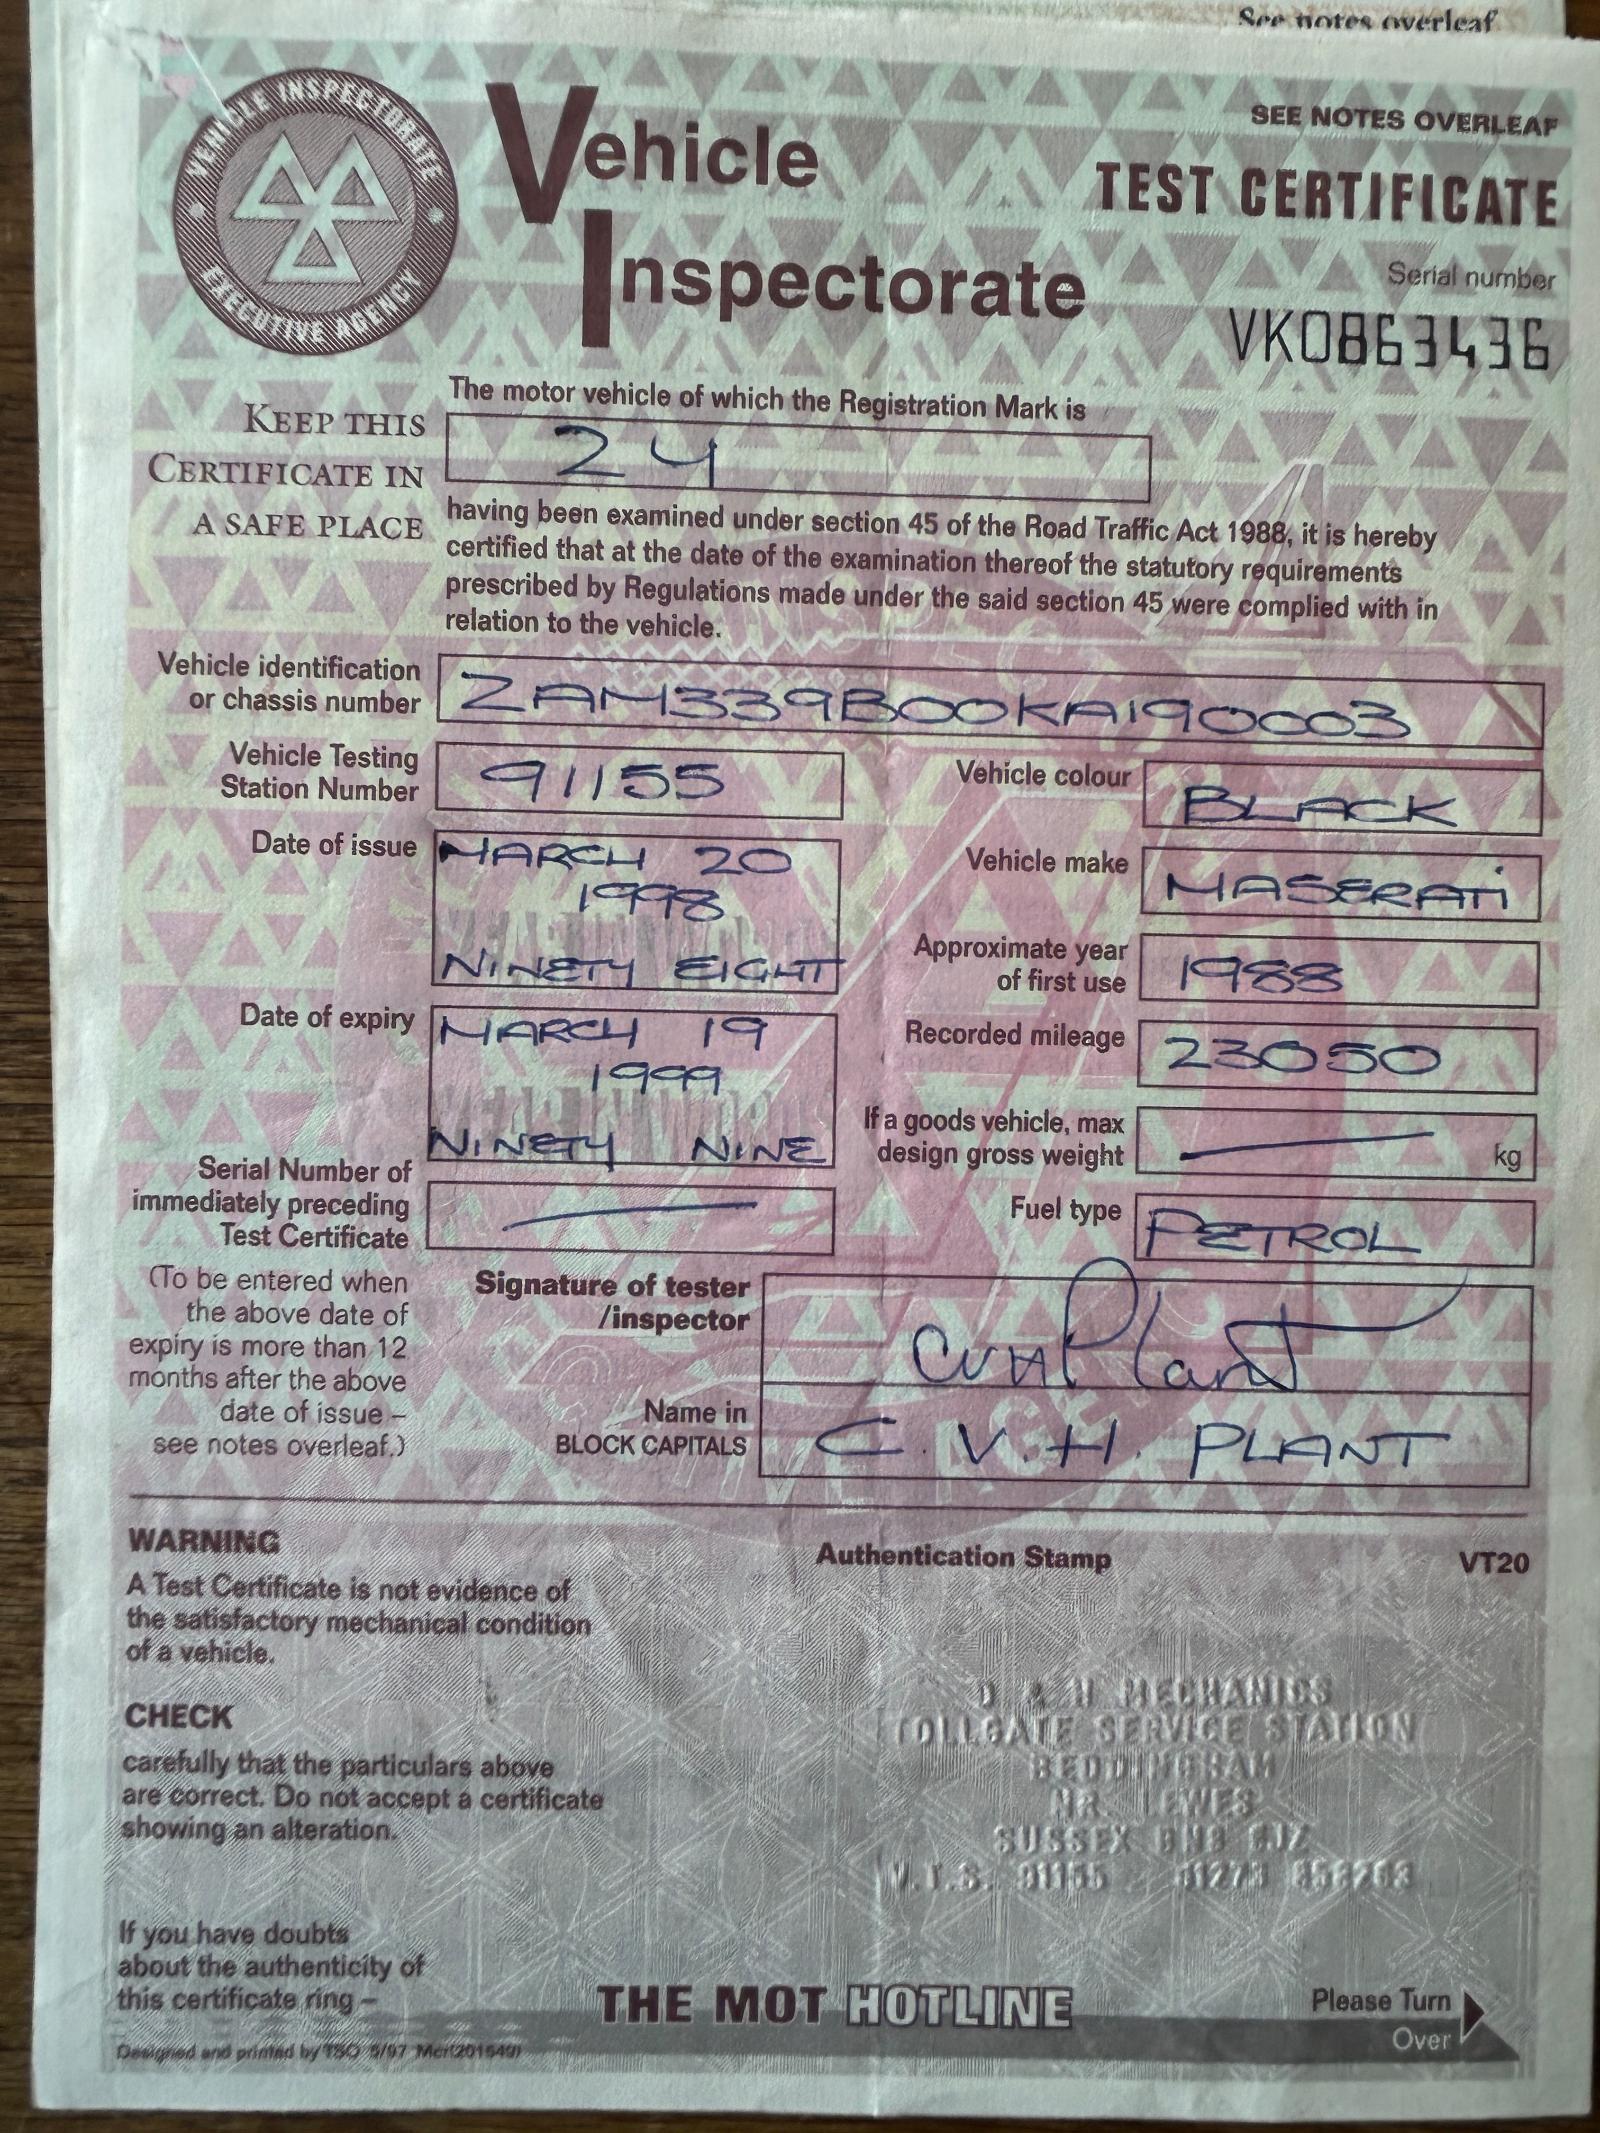 See notes overleaf
VEHICLE INSPECTORATE
EXECUTIVE AGENCY
Vehicle
Inspectorate
SEE NOTES OVERLEAF
TEST CERTIFICATE
Serial number
VK0863436
KEEP THIS
CERTIFICATE IN
A SAFE PLACE
The motor vehicle of which the Registration Mark is
24
having been examined under section 45 of the Road Traffic Act 1988, it is hereby
certified that at the date of the examination thereof the statutory requirements
prescribed by Regulations made under the said section 45 were complied with in
relation to the vehicle.
Vehicle identification
or chassis number
ZAM339B00KA190003
Vehicle Testing
Station Number
91155
Vehicle colour
BLACK
Date of issue
MARCH 20
1998
YEAR IN WORDS
NINETY EIGHT
Vehicle make
MASERATi
Approximate year
of first use
1988
Date of expiry
MARCH 19
1999
YEAR IN WORDS
NINETY NINE
Recorded mileage
23050
If a goods vehicle, max
design gross weight
kg
Serial Number of
immediately preceding
Test Certificate
Fuel type
PETROL
(To be entered when
the above date of
expiry is more than 12
months after the above
date of issue –
see notes overleaf.)
Signature of tester
/inspector
CVH Plant
Name in
BLOCK CAPITALS
C. V. H. PLANT
WARNING
A Test Certificate is not evidence of
the satisfactory mechanical condition
of a vehicle.
Authentication Stamp
VT20
CHECK
carefully that the particulars above
are correct. Do not accept a certificate
showing an alteration.
D & H MECHANICS
TOLLGATE SERVICE STATION
BEDDINGHAM
NR. LEWES
SUSSEX BN8 6JZ
V.T.S. 91155 01273 858263
If you have doubts
about the authenticity of
this certificate ring –
THE MOT HOTLINE
Please Turn
Over
Designed and printed by TSO 5/97